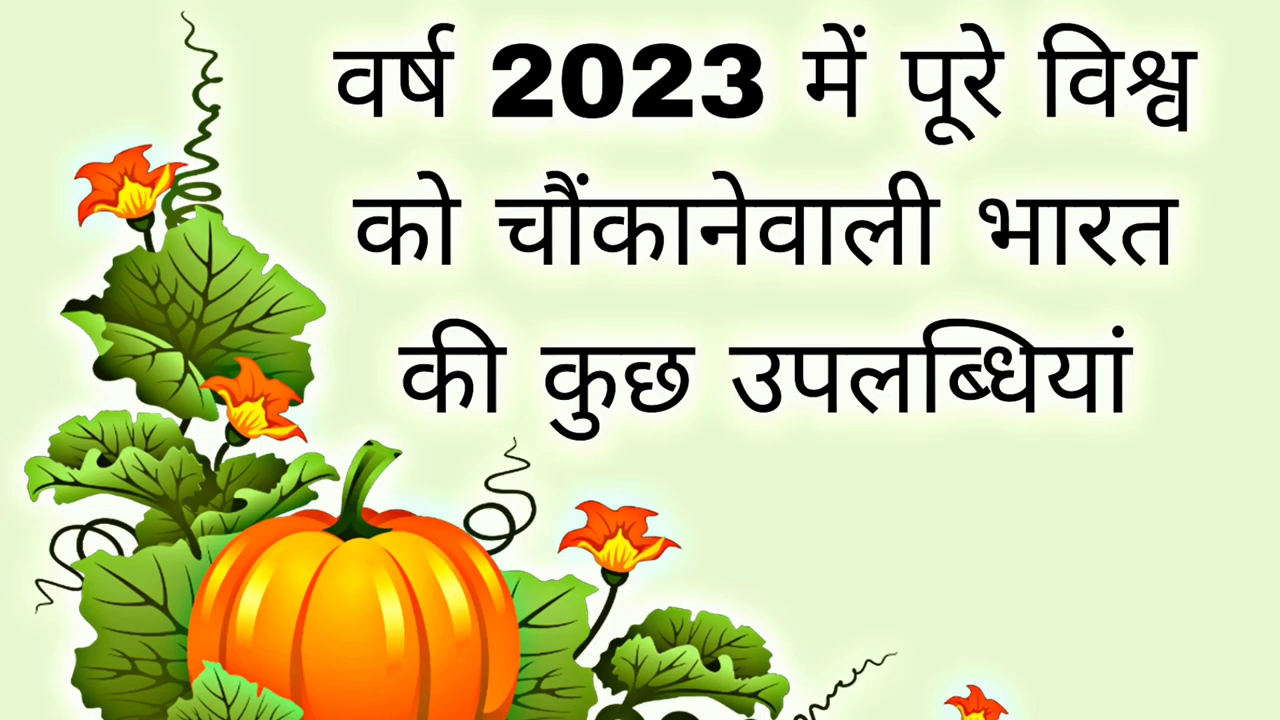 वर्ष 2023 में पूरे विश्व
को चौंकानेवाली भारत
की कुछ उपलब्धियां